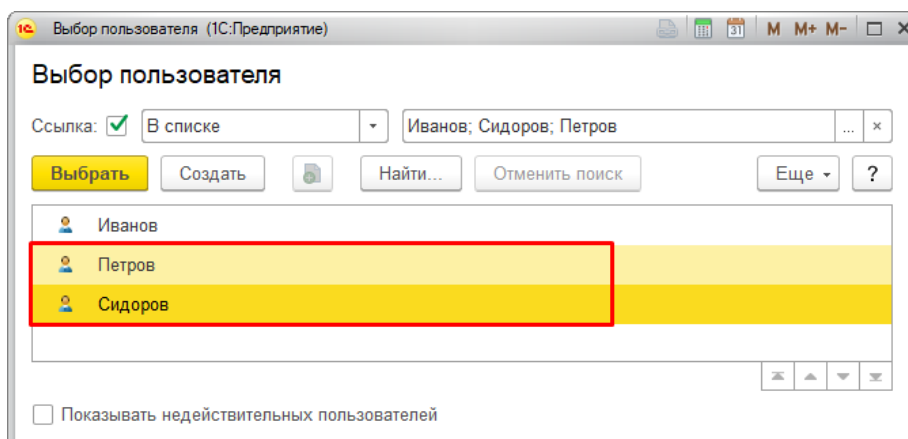 1С Выбор пользователя (1С:Предприятие) 31 M M+ M-
Выбор пользователя
Ссылка: В списке Иванов; Сидоров; Петров ... ×
Выбрать Создать Найти... Отменить поиск Еще ?
Иванов
Петров
Сидоров
Показывать недействительных пользователей